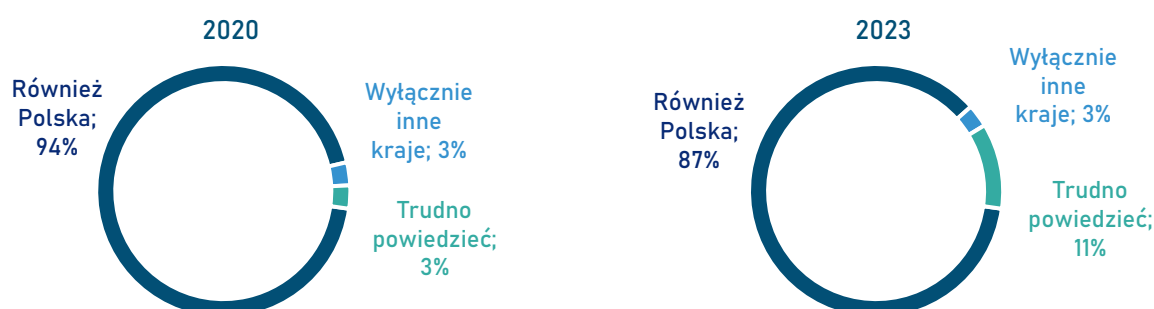 2020
Również
Polska;
94%
Wyłącznie
inne
kraje; 3%
Trudno
powiedzieć;
3%
2023
Również
Polska;
87%
Wyłącznie
inne
kraje; 3%
Trudno
powiedzieć;
11%